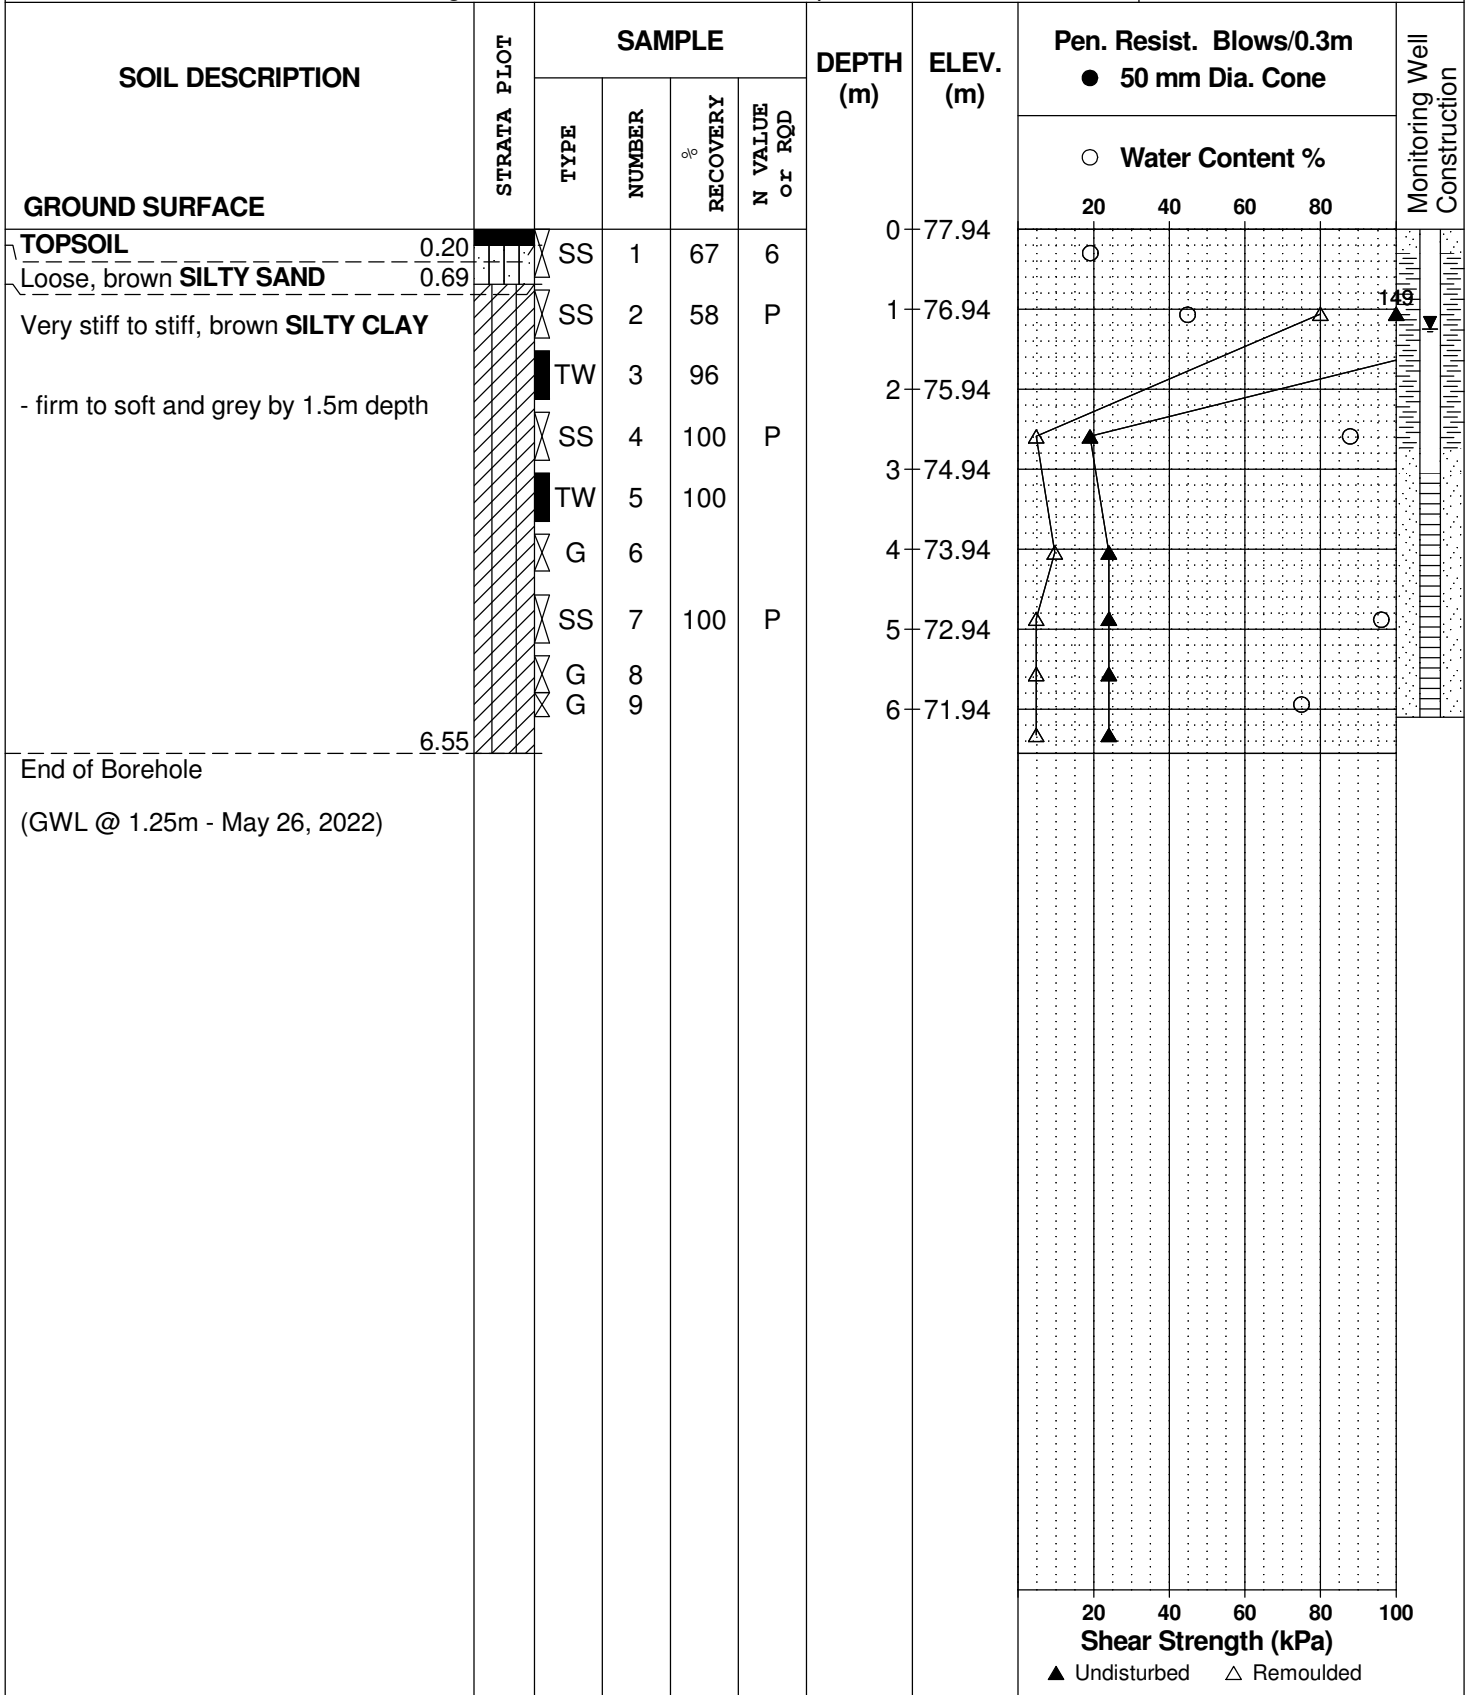 SOIL DESCRIPTION
GROUND SURFACE
STRATA PLOT
SAMPLE
TYPE
NUMBER
% RECOVERY
N VALUE or RQD
DEPTH
(m)
ELEV.
(m)
Pen. Resist. Blows/0.3m
● 50 mm Dia. Cone
○ Water Content %
20 40 60 80
Monitoring Well
Construction
TOPSOIL 0.20
Loose, brown SILTY SAND 0.69
Very stiff to stiff, brown SILTY CLAY
- firm to soft and grey by 1.5m depth
6.55
End of Borehole
(GWL @ 1.25m - May 26, 2022)
SS 1 67 6
SS 2 58 P
TW 3 96
SS 4 100 P
TW 5 100
G 6
SS 7 100 P
G 8
G 9
0 77.94
1 76.94
2 75.94
3 74.94
4 73.94
5 72.94
6 71.94
149
20 40 60 80 100
Shear Strength (kPa)
▲ Undisturbed △ Remoulded